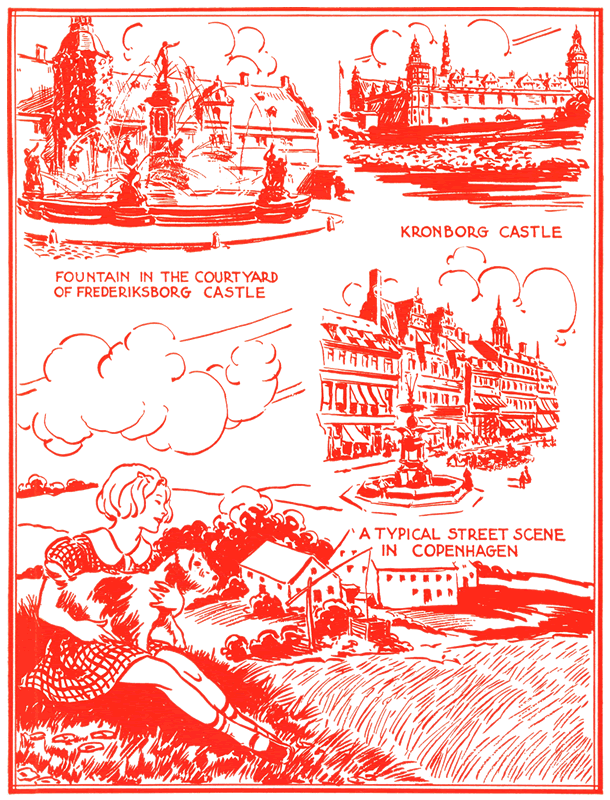 KRONBORG CASTLE
FOUNTAIN IN THE COURTYARD
OF FREDERIKSBORG CASTLE
A TYPICAL STREET SCENE
IN COPENHAGEN